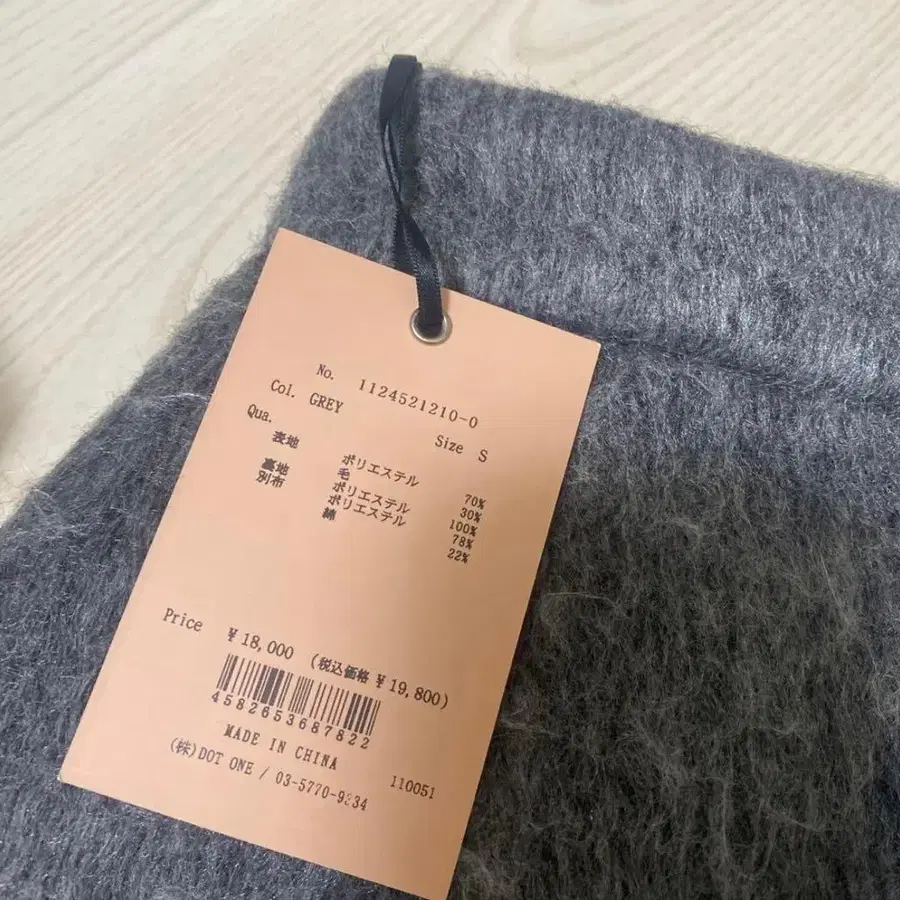 No. 1124521210-0
Col. GREY Size S
Qua.
表地 ポリエステル 70%
毛 30%
裏地 ポリエステル 100%
別布 ポリエステル 78%
綿 22%
Price ¥18,000 (税込価格 ¥19,800)
4582653687822
MADE IN CHINA
(株)DOT ONE / 03-5770-9234 110051